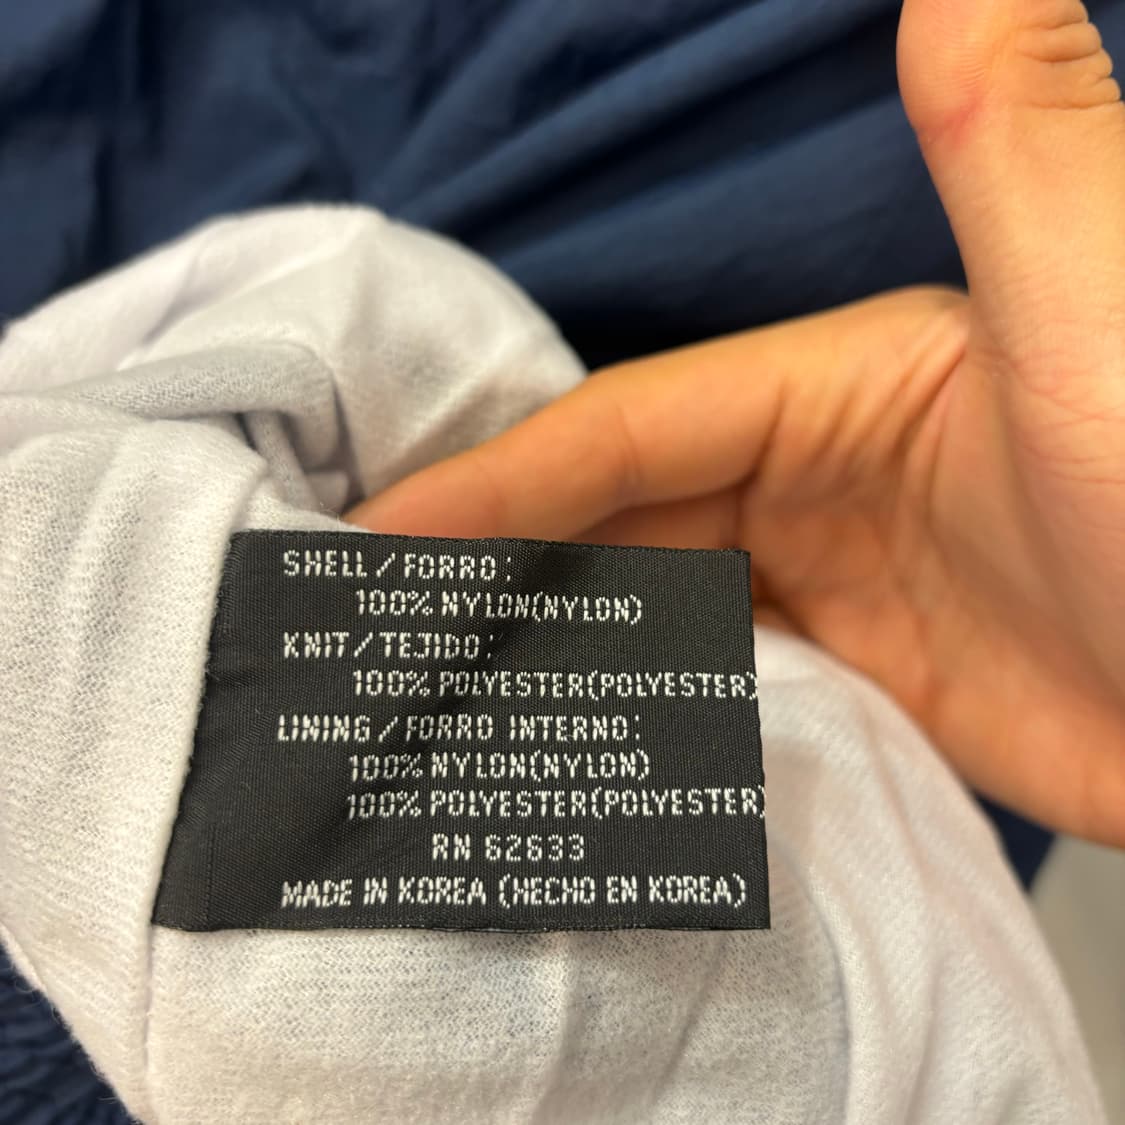 SHELL/FORRO:
100% NYLON(NYLON)
KNIT/TEJIDO:
100% POLYESTER(POLYESTER)
LINING/FORRO INTERNO:
100% NYLON(NYLON)
100% POLYESTER(POLYESTER)
RN 62633
MADE IN KOREA (HECHO EN KOREA)